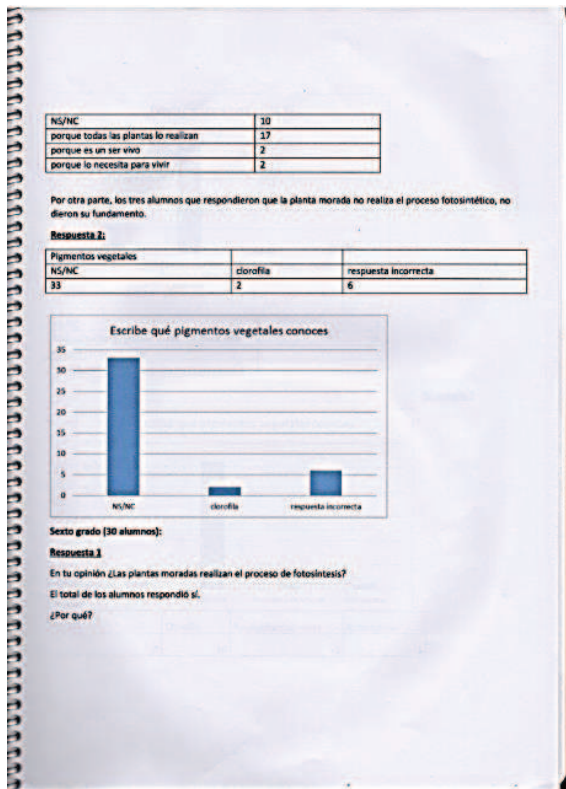 NS/NC 10
porque todas las plantas lo realizan 17
porque es un ser vivo 2
porque lo necesita para vivir 2
Por otra parte, los tres alumnos que respondieron que la planta morada no realiza el proceso fotosintético, no
dieron su fundamento.
Respuesta 2:
Pigmentos vegetales
NS/NC clorofila respuesta incorrecta
33 2 6
Escribe qué pigmentos vegetales conoces
35
30
25
20
15
10
5
0
NS/NC clorofila respuesta incorrecta
Sexto grado (30 alumnos):
Respuesta 1
En tu opinión ¿Las plantas moradas realizan el proceso de fotosíntesis?
El total de los alumnos respondió sí.
¿Por qué?